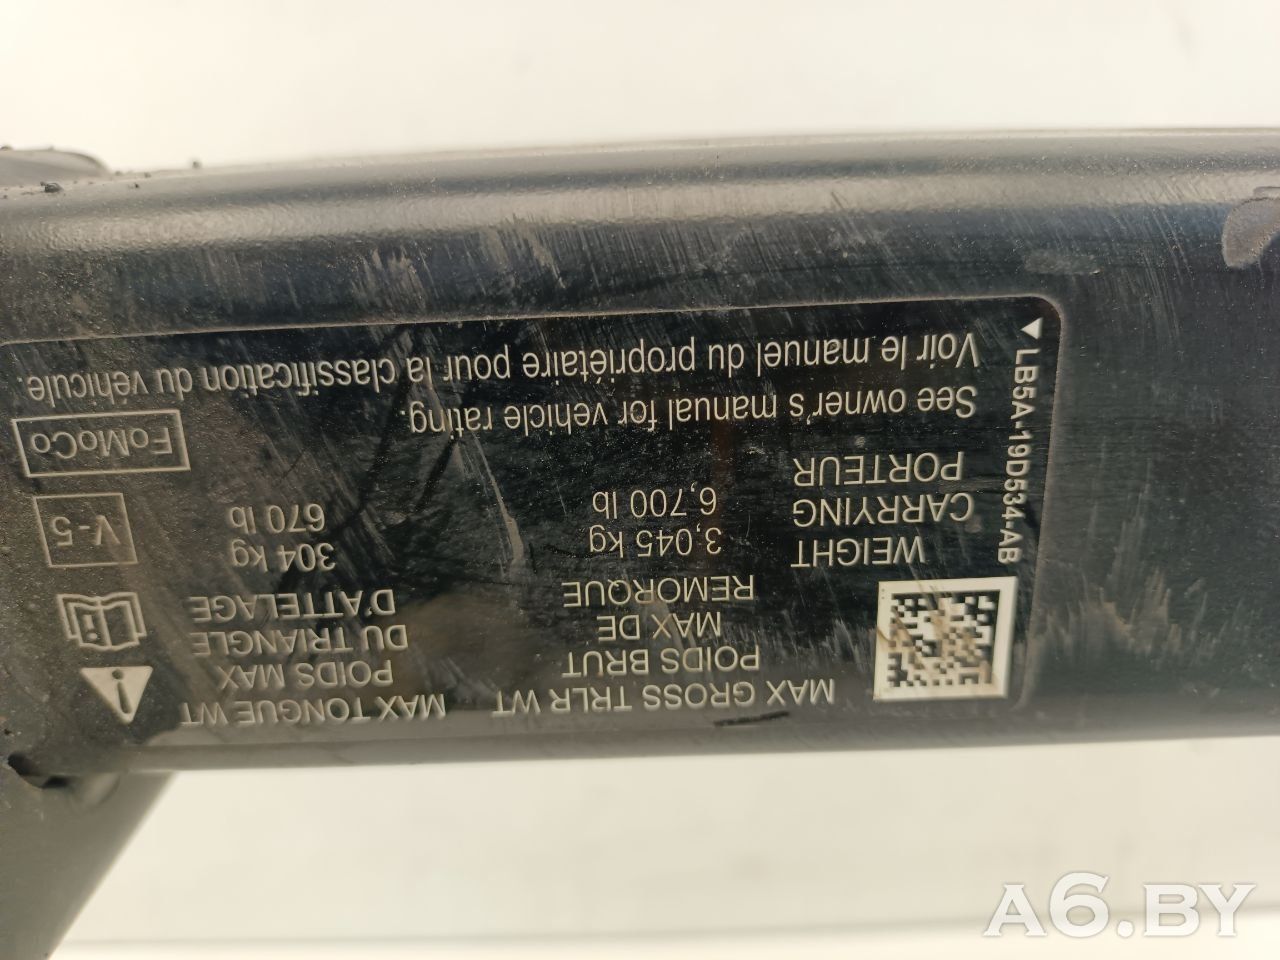 MAX GROSS TRLR WT
POIDS BRUT
MAX DE
REMORQUE
MAX TONGUE WT
POIDS MAX
DU TRIANGLE
D'ATTELAGE
WEIGHT
CARRYING
PORTEUR
3,045 kg
6,700 lb
304 kg
670 lb
V-5
FoMoCo
See owner's manual for vehicle rating.
Voir le manuel du propriétaire pour la classification du véhicule.
LB5A-19D534-AB
A6.BY